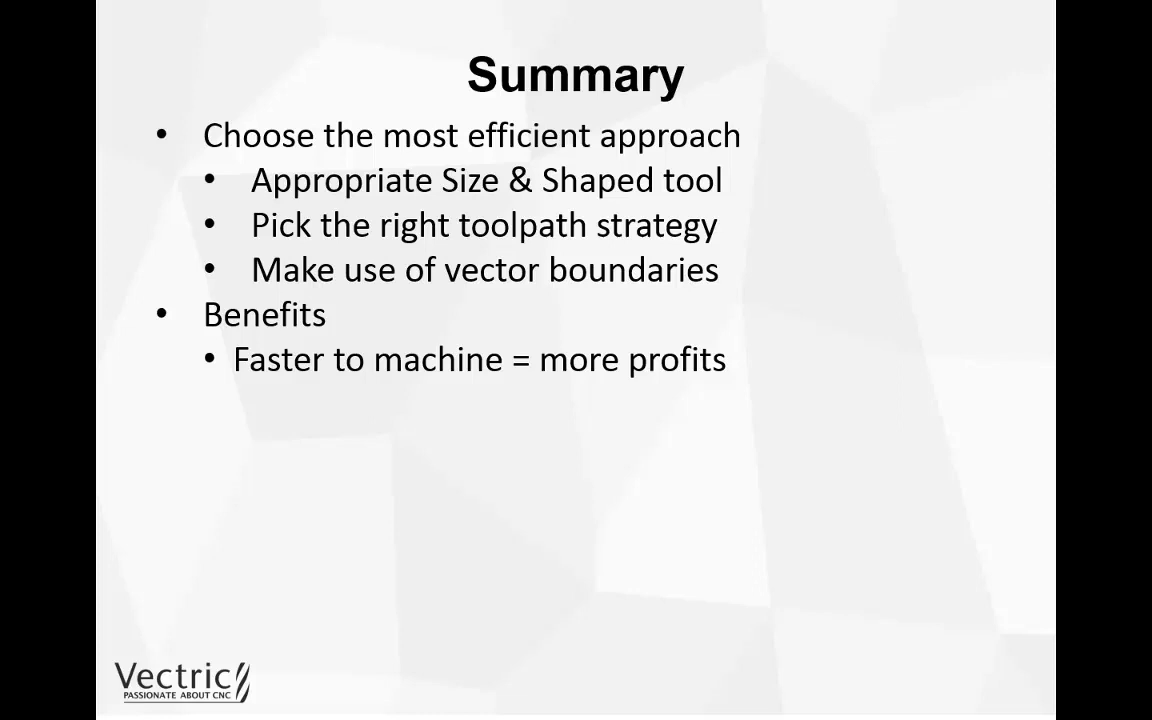 Summary
• Choose the most efficient approach
• Appropriate Size & Shaped tool
• Pick the right toolpath strategy
• Make use of vector boundaries
• Benefits
• Faster to machine = more profits
Vectric
PASSIONATE ABOUT CNC